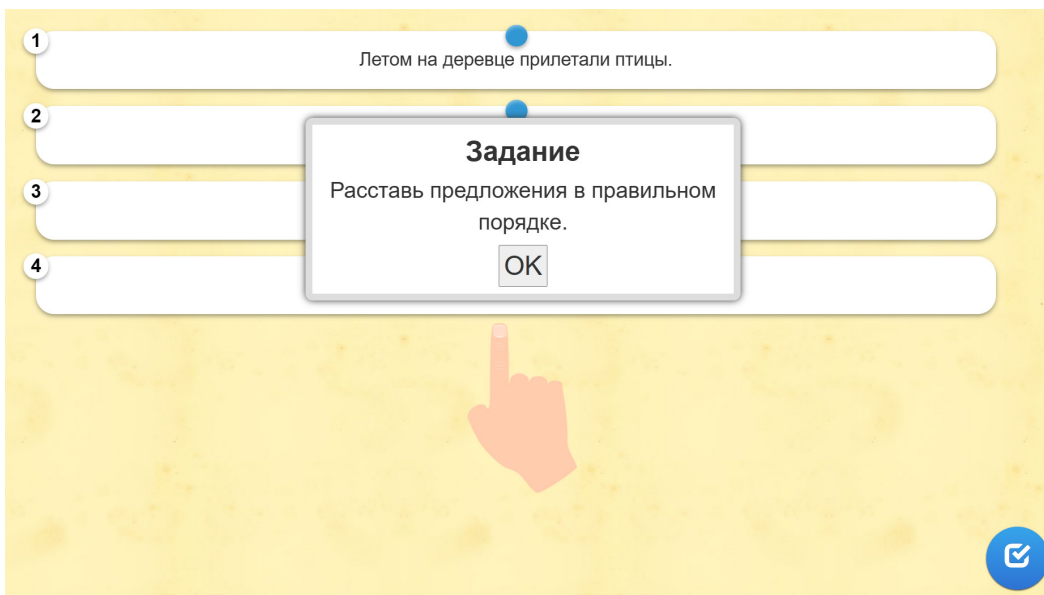 1
Летом на деревце прилетали птицы.
2
Задание
Расставь предложения в правильном
порядке.
OK
3
4